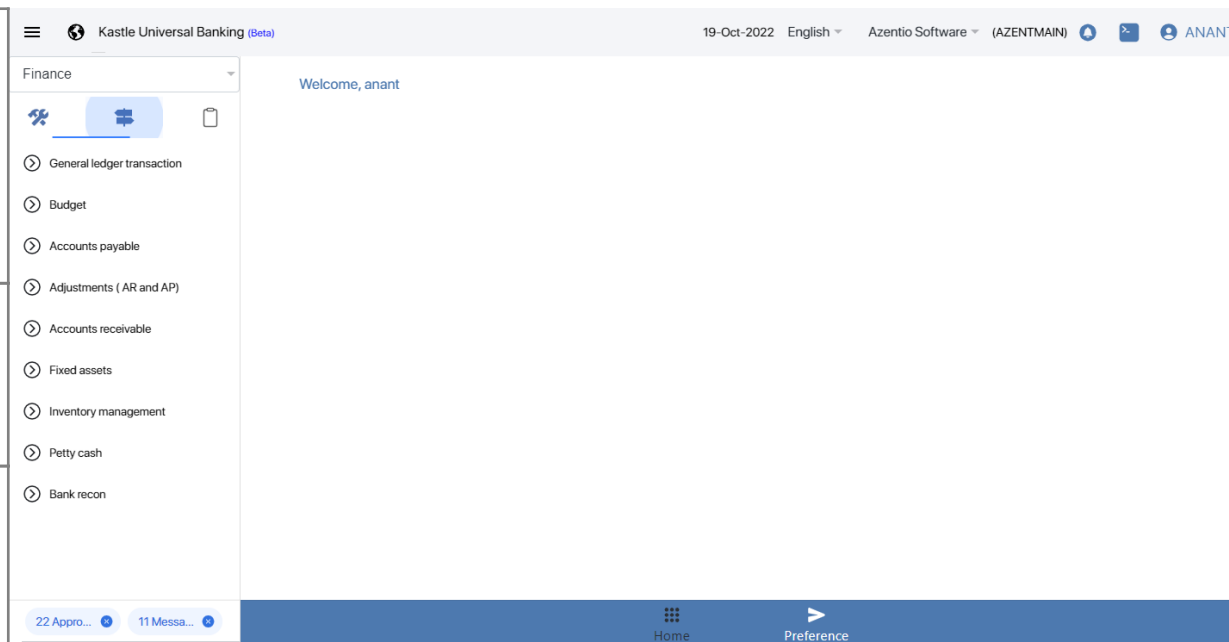 Kastle Universal Banking (Beta) 19-Oct-2022 English Azentio Software (AZENTMAIN) ANANT
Finance
Welcome, anant
General ledger transaction
Budget
Accounts payable
Adjustments ( AR and AP)
Accounts receivable
Fixed assets
Inventory management
Petty cash
Bank recon
22 Appro... 11 Messa...
Home Preference